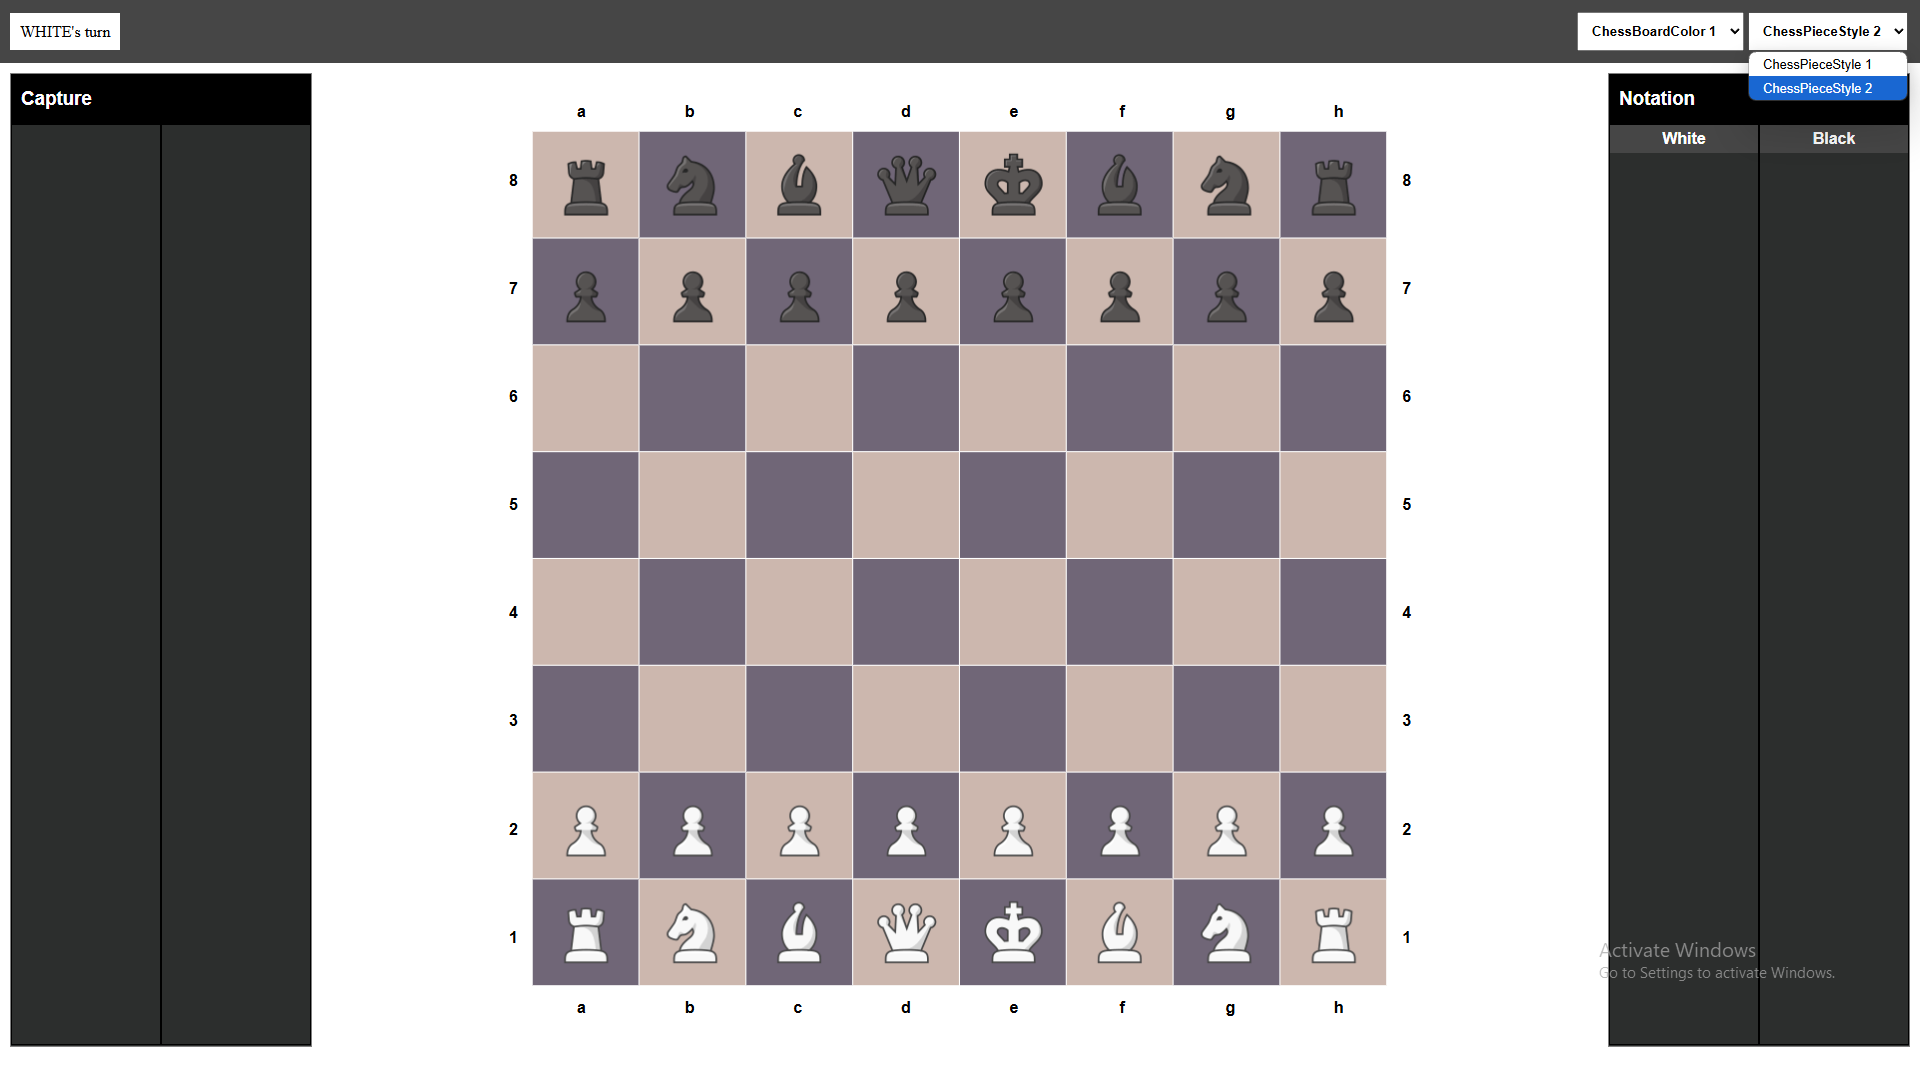 WHITE's turn
ChessBoardColor 1
ChessPieceStyle 2
ChessPieceStyle 1
ChessPieceStyle 2
Capture
Notation
White Black
a b c d e f g h
8 8
7 7
6 6
5 5
4 4
3 3
2 2
1 1
a b c d e f g h
Activate Windows
Go to Settings to activate Windows.